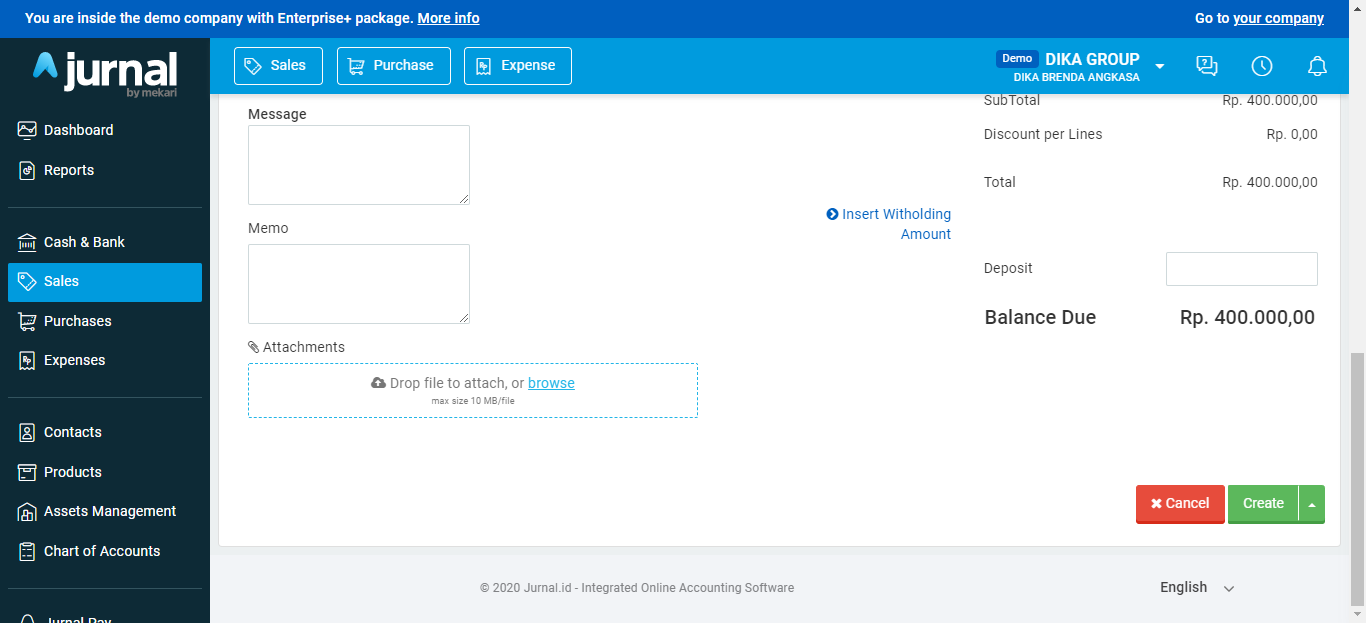 You are inside the demo company with Enterprise+ package. More info
Go to your company
jurnal
by mekari
Sales
Purchase
Expense
Demo DIKA GROUP
DIKA BRENDA ANGKASA
Dashboard
Reports
Cash & Bank
Sales
Purchases
Expenses
Contacts
Products
Assets Management
Chart of Accounts
Jurnal Pay
Message
Memo
Attachments
Drop file to attach, or browse
max size 10 MB/file
Insert Witholding
Amount
SubTotal Rp. 400.000,00
Discount per Lines Rp. 0,00
Total Rp. 400.000,00
Deposit
Balance Due Rp. 400.000,00
Cancel
Create
© 2020 Jurnal.id - Integrated Online Accounting Software
English